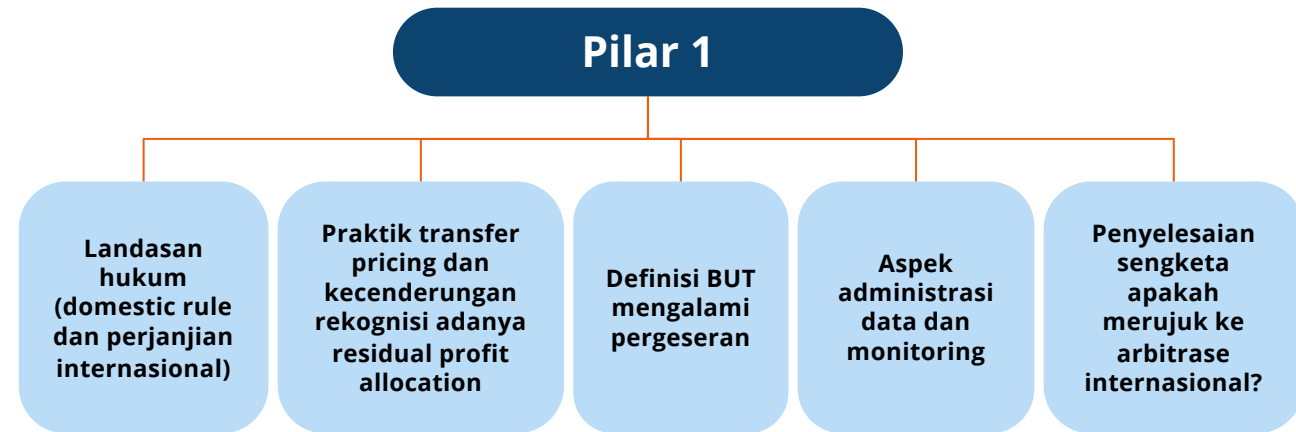 Pilar 1
Landasan
hukum
(domestic rule
dan perjanjian
internasional)
Praktik transfer
pricing dan
kecenderungan
rekognisi adanya
residual profit
allocation
Definisi BUT
mengalami
pergeseran
Aspek
administrasi
data dan
monitoring
Penyelesaian
sengketa
apakah
merujuk ke
arbitrase
internasional?